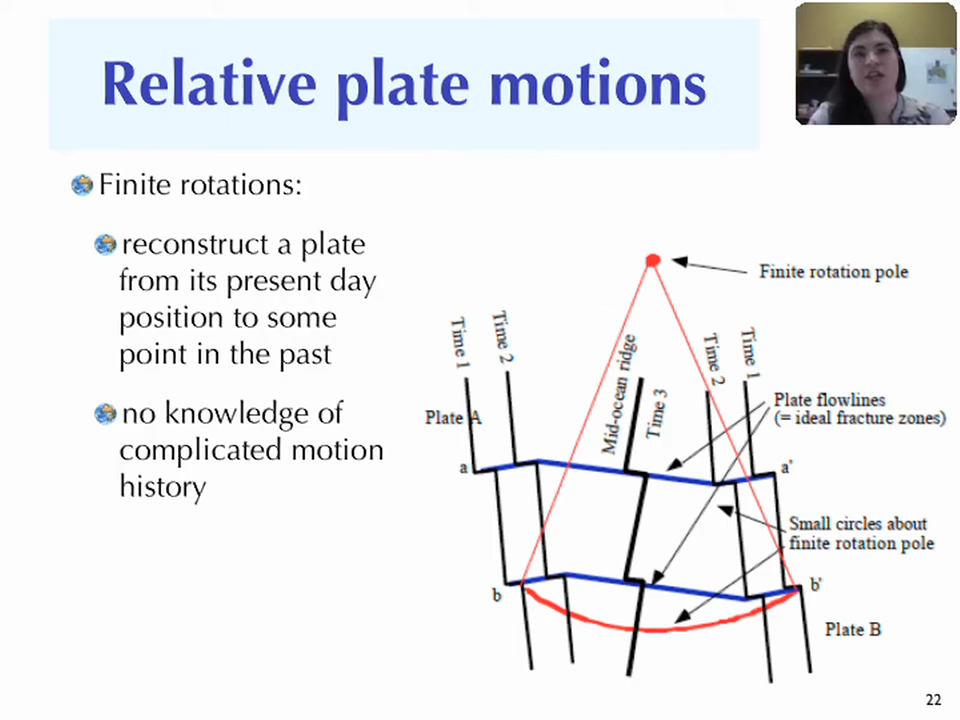 Relative plate motions
Finite rotations:
reconstruct a plate
from its present day
position to some
point in the past
no knowledge of
complicated motion
history
Finite rotation pole
Time 1
Time 2
Mid-ocean ridge
Time 3
Time 2
Time 1
Plate A
Plate flowlines
(= ideal fracture zones)
a
a'
Small circles about
finite rotation pole
b
b'
Plate B
22